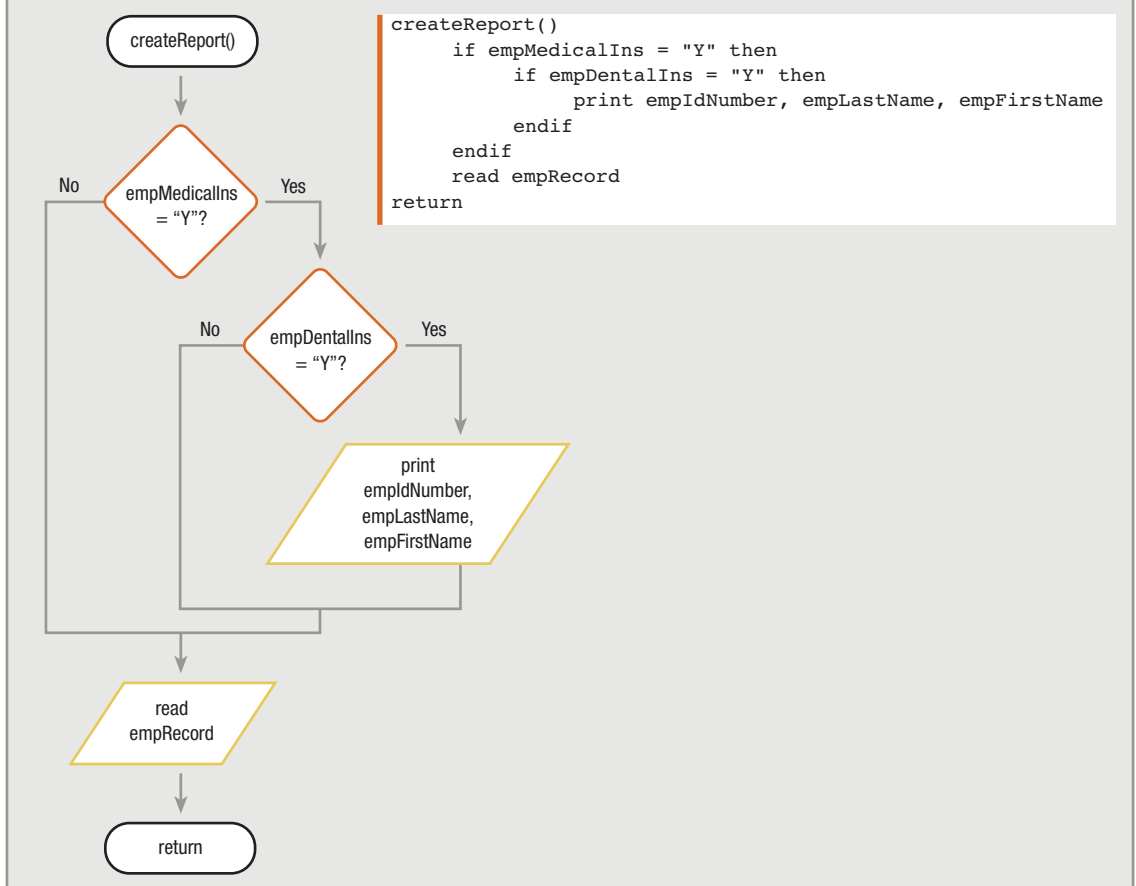 createReport()
createReport()
if empMedicalIns = "Y" then
if empDentalIns = "Y" then
print empIdNumber, empLastName, empFirstName
endif
endif
read empRecord
return
No
empMedicalIns
= “Y”?
Yes
No
empDentalIns
= “Y”?
Yes
print
empIdNumber,
empLastName,
empFirstName
read
empRecord
return